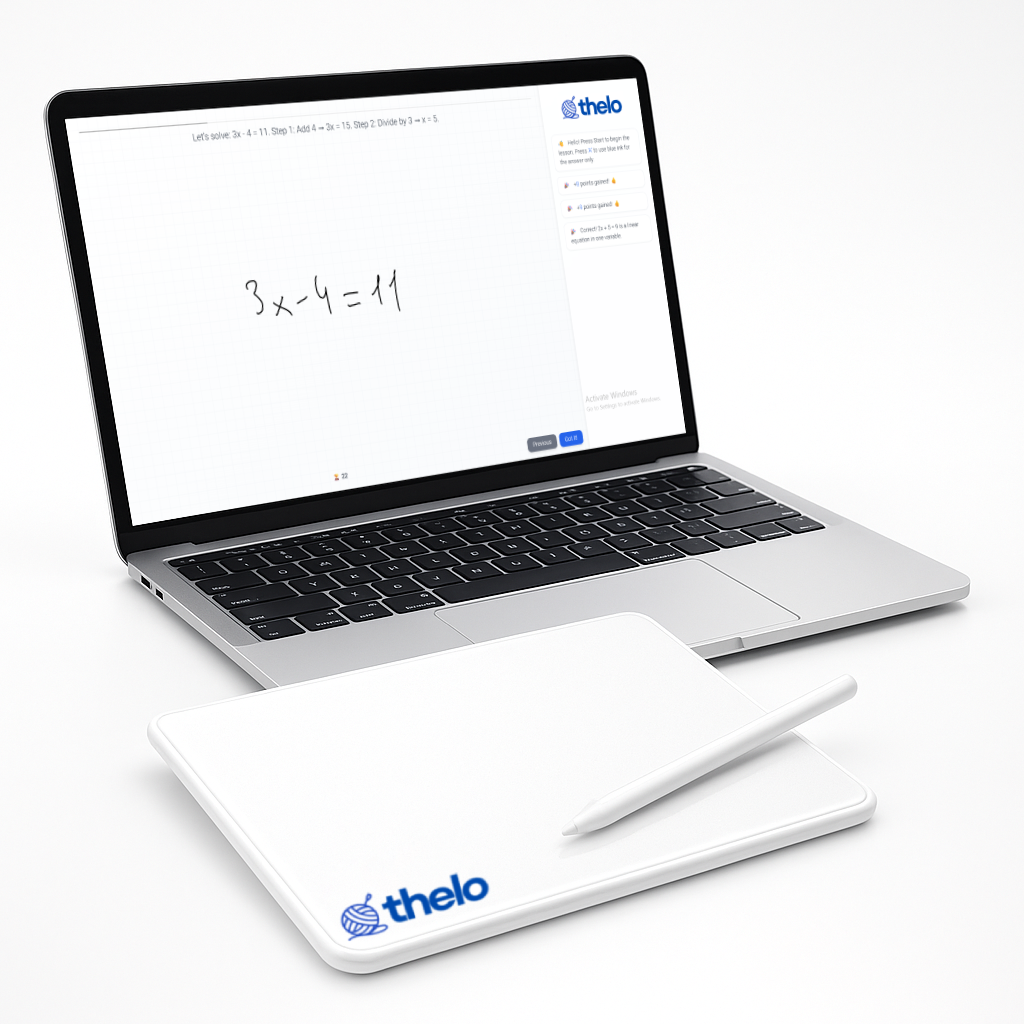 Let's solve: 3x - 4 = 11. Step 1: Add 4 → 3x = 15. Step 2: Divide by 3 → x = 5.
thelo
Hello! Press Start to begin the
lesson. Press to use blue ink for
the answer only
points gained!
points gained!
Correct! 2x + 5 = 9 is a linear
equation in one variable.
3x-4=11
Activate Windows
Go to Settings to activate Windows.
Previous
Got it
22
thelo